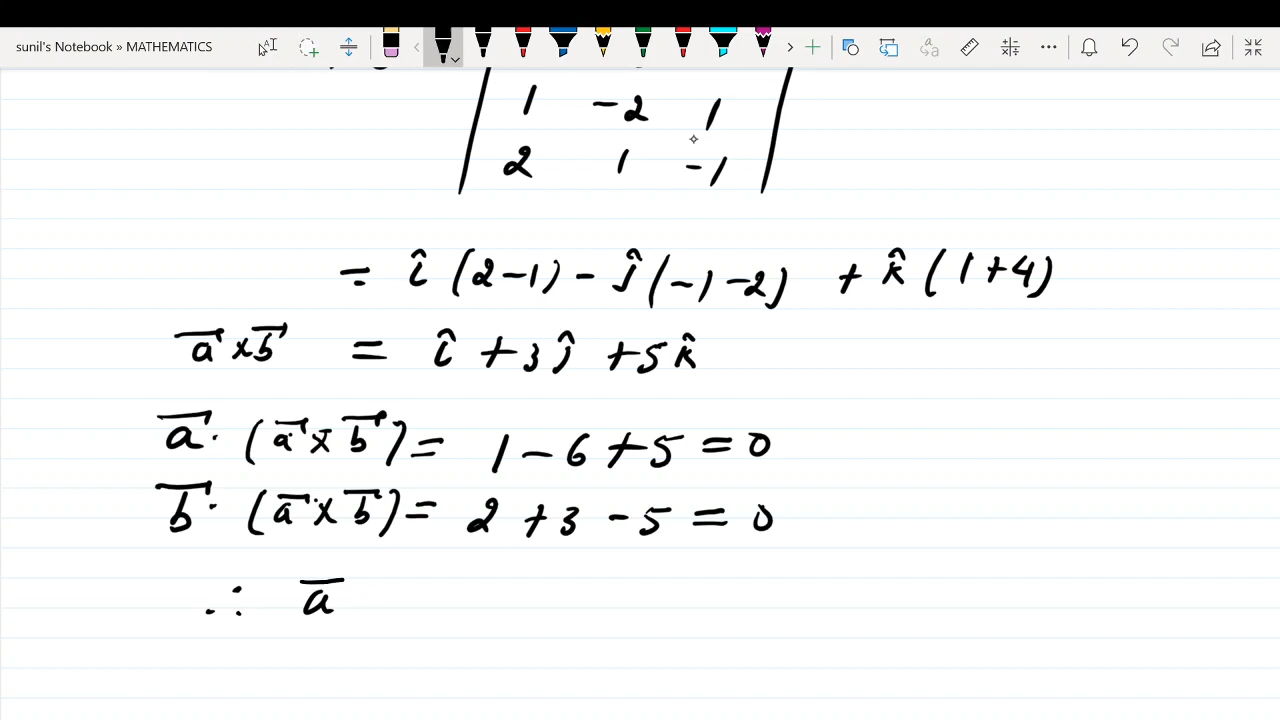 sunil's Notebook » MATHEMATICS
1 -2 1
2 1 -1
= î (2-1) - ĵ (-1-2) + k̂ (1+4)
a⃗ × b⃗ = î + 3ĵ + 5k̂
a⃗ · (a⃗ × b⃗) = 1 - 6 + 5 = 0
b⃗ · (a⃗ × b⃗) = 2 + 3 - 5 = 0
∴ a̅